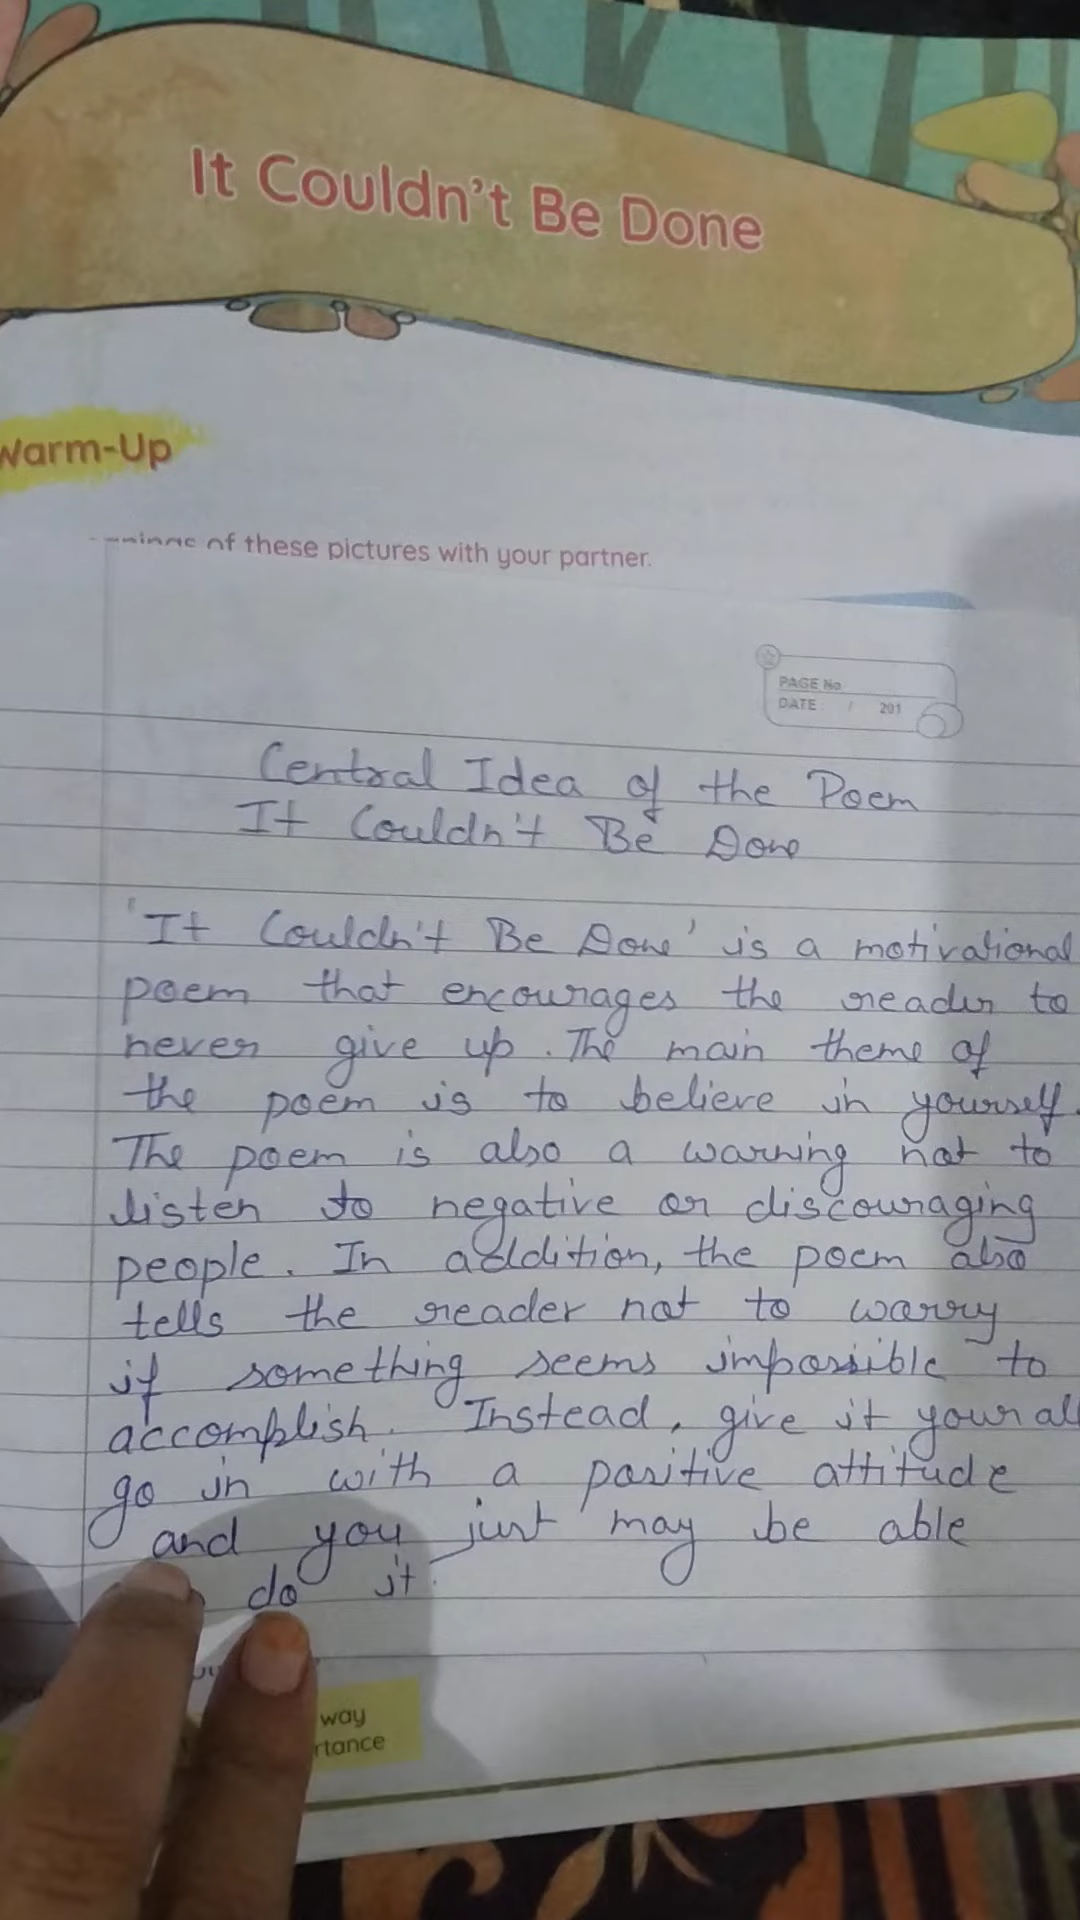 It Couldn't Be Done
Warm-Up
of these pictures with your partner.
PAGE No
DATE : / 201
Central Idea of the Poem
It Couldn't Be Done
'It Couldn't Be Done' is a motivational
poem that encourages the reader to
never give up. The main theme of
the poem is to believe in yourself.
The poem is also a warning not to
listen to negative or discouraging
people. In addition, the poem also
tells the reader not to worry
if something seems impossible to
accomplish. Instead, give it your all
go in with a positive attitude
and you just may be able
do it.
way
rtance